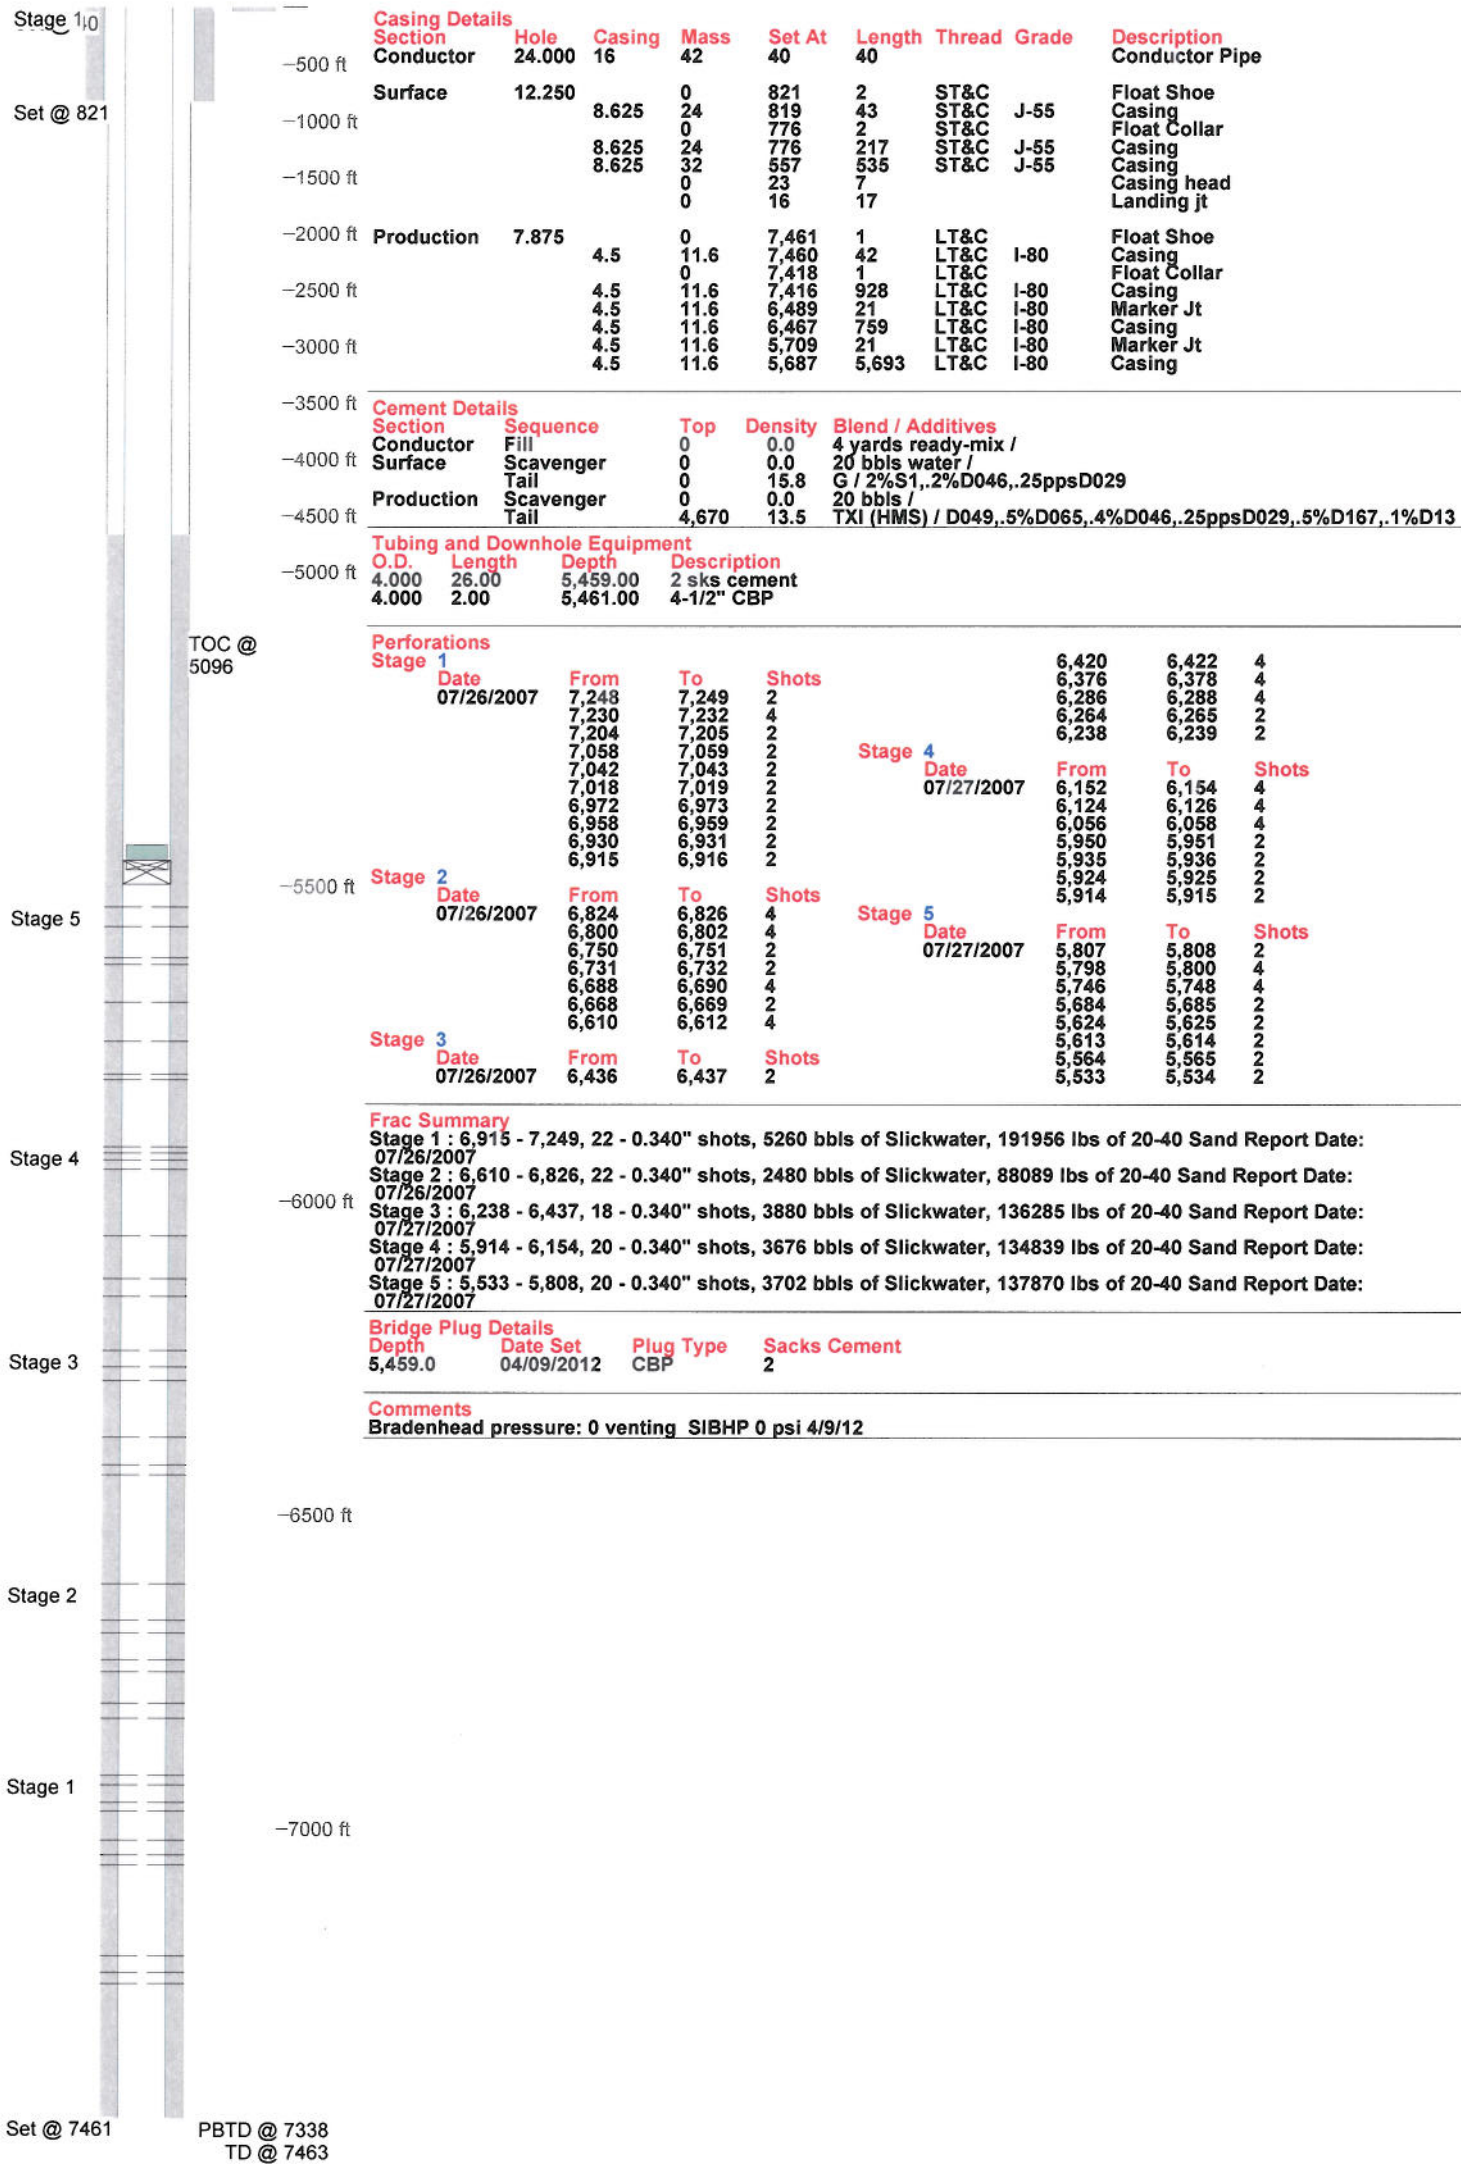 Stage 1
Set @ 821
TOC @
5096
Stage 5
Stage 4
Stage 3
Stage 2
Stage 1
Set @ 7461
PBTD @ 7338
TD @ 7463
−500 ft
−1000 ft
−1500 ft
−2000 ft
−2500 ft
−3000 ft
−3500 ft
−4000 ft
−4500 ft
−5000 ft
−5500 ft
−6000 ft
−6500 ft
−7000 ft
Casing Details
Section Hole Casing Mass Set At Length Thread Grade Description
Conductor 24.000 16 42 40 40 Conductor Pipe
Surface 12.250 0 821 2 ST&C Float Shoe
8.625 24 819 43 ST&C J-55 Casing
0 776 2 ST&C Float Collar
8.625 24 776 217 ST&C J-55 Casing
8.625 32 557 535 ST&C J-55 Casing
0 23 7 Casing head
0 16 17 Landing jt
Production 7.875 0 7,461 1 LT&C Float Shoe
4.5 11.6 7,460 42 LT&C I-80 Casing
0 7,418 1 LT&C Float Collar
4.5 11.6 7,416 928 LT&C I-80 Casing
4.5 11.6 6,489 21 LT&C I-80 Marker Jt
4.5 11.6 6,467 759 LT&C I-80 Casing
4.5 11.6 5,709 21 LT&C I-80 Marker Jt
4.5 11.6 5,687 5,693 LT&C I-80 Casing
Cement Details
Section Sequence Top Density Blend / Additives
Conductor Fill 0 0.0 4 yards ready-mix /
Surface Scavenger 0 0.0 20 bbls water /
Tail 0 15.8 G / 2%S1,.2%D046,.25ppsD029
Production Scavenger 0 0.0 20 bbls /
Tail 4,670 13.5 TXI (HMS) / D049,.5%D065,.4%D046,.25ppsD029,.5%D167,.1%D13
Tubing and Downhole Equipment
O.D. Length Depth Description
4.000 26.00 5,459.00 2 sks cement
4.000 2.00 5,461.00 4-1/2" CBP
Perforations
Stage 1
Date From To Shots
07/26/2007 7,248 7,249 2
7,230 7,232 4
7,204 7,205 2
7,058 7,059 2
7,042 7,043 2
7,018 7,019 2
6,972 6,973 2
6,958 6,959 2
6,930 6,931 2
6,915 6,916 2
Stage 2
Date From To Shots
07/26/2007 6,824 6,826 4
6,800 6,802 4
6,750 6,751 2
6,731 6,732 2
6,688 6,690 4
6,668 6,669 2
6,610 6,612 4
Stage 3
Date From To Shots
07/26/2007 6,436 6,437 2
6,420 6,422 4
6,376 6,378 4
6,286 6,288 4
6,264 6,265 2
6,238 6,239 2
Stage 4
Date From To Shots
07/27/2007 6,152 6,154 4
6,124 6,126 4
6,056 6,058 4
5,950 5,951 2
5,935 5,936 2
5,924 5,925 2
5,914 5,915 2
Stage 5
Date From To Shots
07/27/2007 5,807 5,808 2
5,798 5,800 4
5,746 5,748 4
5,684 5,685 2
5,624 5,625 2
5,613 5,614 2
5,564 5,565 2
5,533 5,534 2
Frac Summary
Stage 1 : 6,915 - 7,249, 22 - 0.340" shots, 5260 bbls of Slickwater, 191956 lbs of 20-40 Sand Report Date:
07/26/2007
Stage 2 : 6,610 - 6,826, 22 - 0.340" shots, 2480 bbls of Slickwater, 88089 lbs of 20-40 Sand Report Date:
07/26/2007
Stage 3 : 6,238 - 6,437, 18 - 0.340" shots, 3880 bbls of Slickwater, 136285 lbs of 20-40 Sand Report Date:
07/27/2007
Stage 4 : 5,914 - 6,154, 20 - 0.340" shots, 3676 bbls of Slickwater, 134839 lbs of 20-40 Sand Report Date:
07/27/2007
Stage 5 : 5,533 - 5,808, 20 - 0.340" shots, 3702 bbls of Slickwater, 137870 lbs of 20-40 Sand Report Date:
07/27/2007
Bridge Plug Details
Depth Date Set Plug Type Sacks Cement
5,459.0 04/09/2012 CBP 2
Comments
Bradenhead pressure: 0 venting SIBHP 0 psi 4/9/12